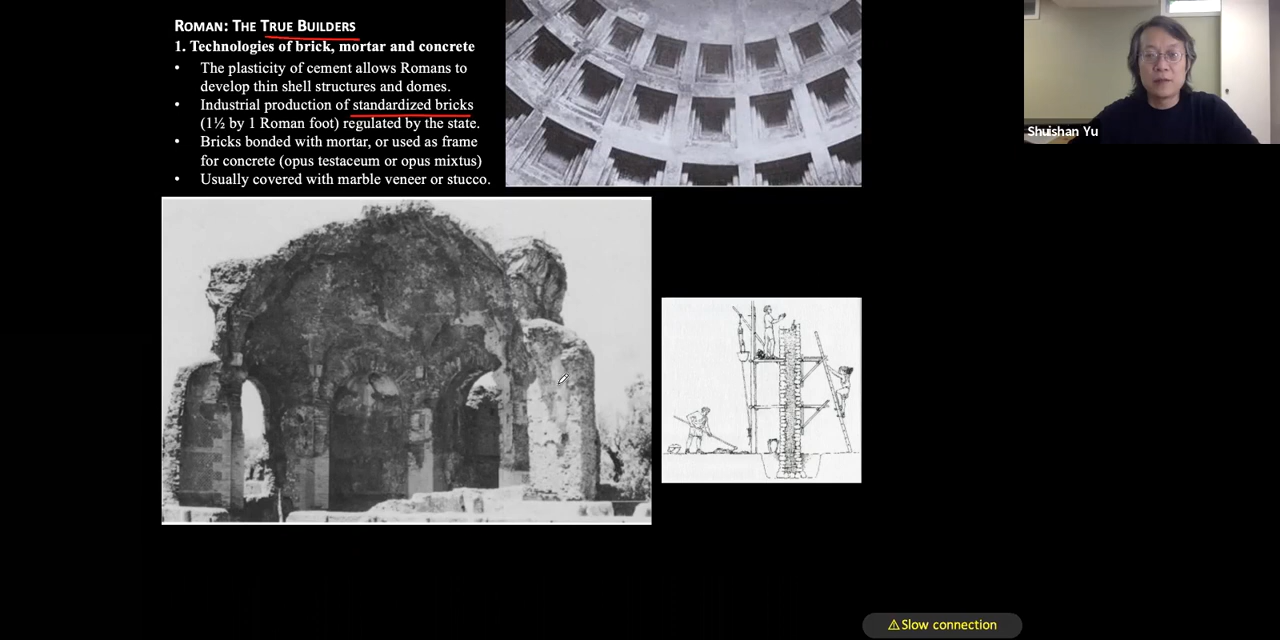 ROMAN: THE TRUE BUILDERS
1. Technologies of brick, mortar and concrete
• The plasticity of cement allows Romans to
develop thin shell structures and domes.
• Industrial production of standardized bricks
(1½ by 1 Roman foot) regulated by the state.
• Bricks bonded with mortar, or used as frame
for concrete (opus testaceum or opus mixtus)
• Usually covered with marble veneer or stucco.
Shuishan Yu
⚠Slow connection